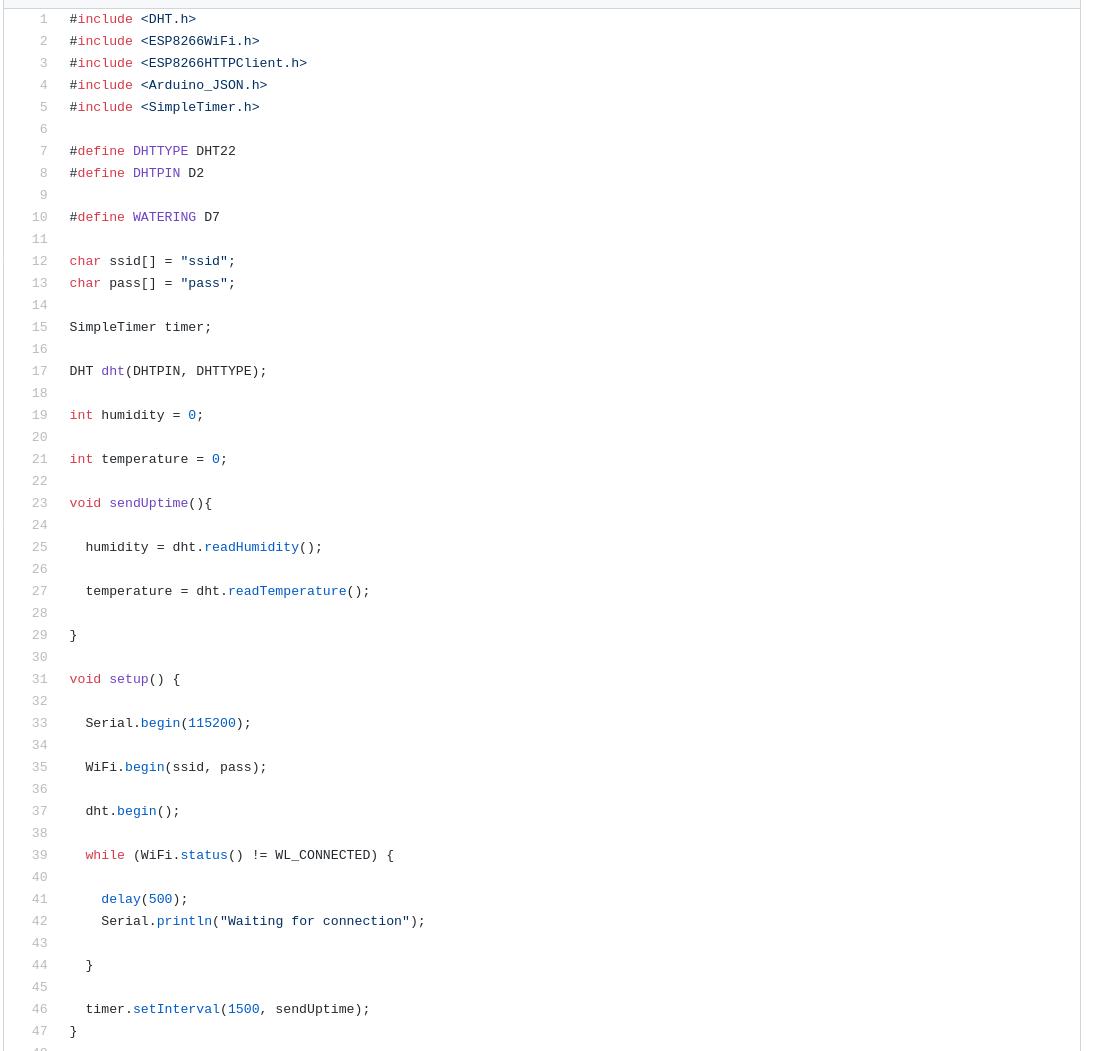 1 #include <DHT.h>
2 #include <ESP8266WiFi.h>
3 #include <ESP8266HTTPClient.h>
4 #include <Arduino_JSON.h>
5 #include <SimpleTimer.h>
6
7 #define DHTTYPE DHT22
8 #define DHTPIN D2
9
10 #define WATERING D7
11
12 char ssid[] = "ssid";
13 char pass[] = "pass";
14
15 SimpleTimer timer;
16
17 DHT dht(DHTPIN, DHTTYPE);
18
19 int humidity = 0;
20
21 int temperature = 0;
22
23 void sendUptime(){
24
25 humidity = dht.readHumidity();
26
27 temperature = dht.readTemperature();
28
29 }
30
31 void setup() {
32
33 Serial.begin(115200);
34
35 WiFi.begin(ssid, pass);
36
37 dht.begin();
38
39 while (WiFi.status() != WL_CONNECTED) {
40
41 delay(500);
42 Serial.println("Waiting for connection");
43
44 }
45
46 timer.setInterval(1500, sendUptime);
47 }